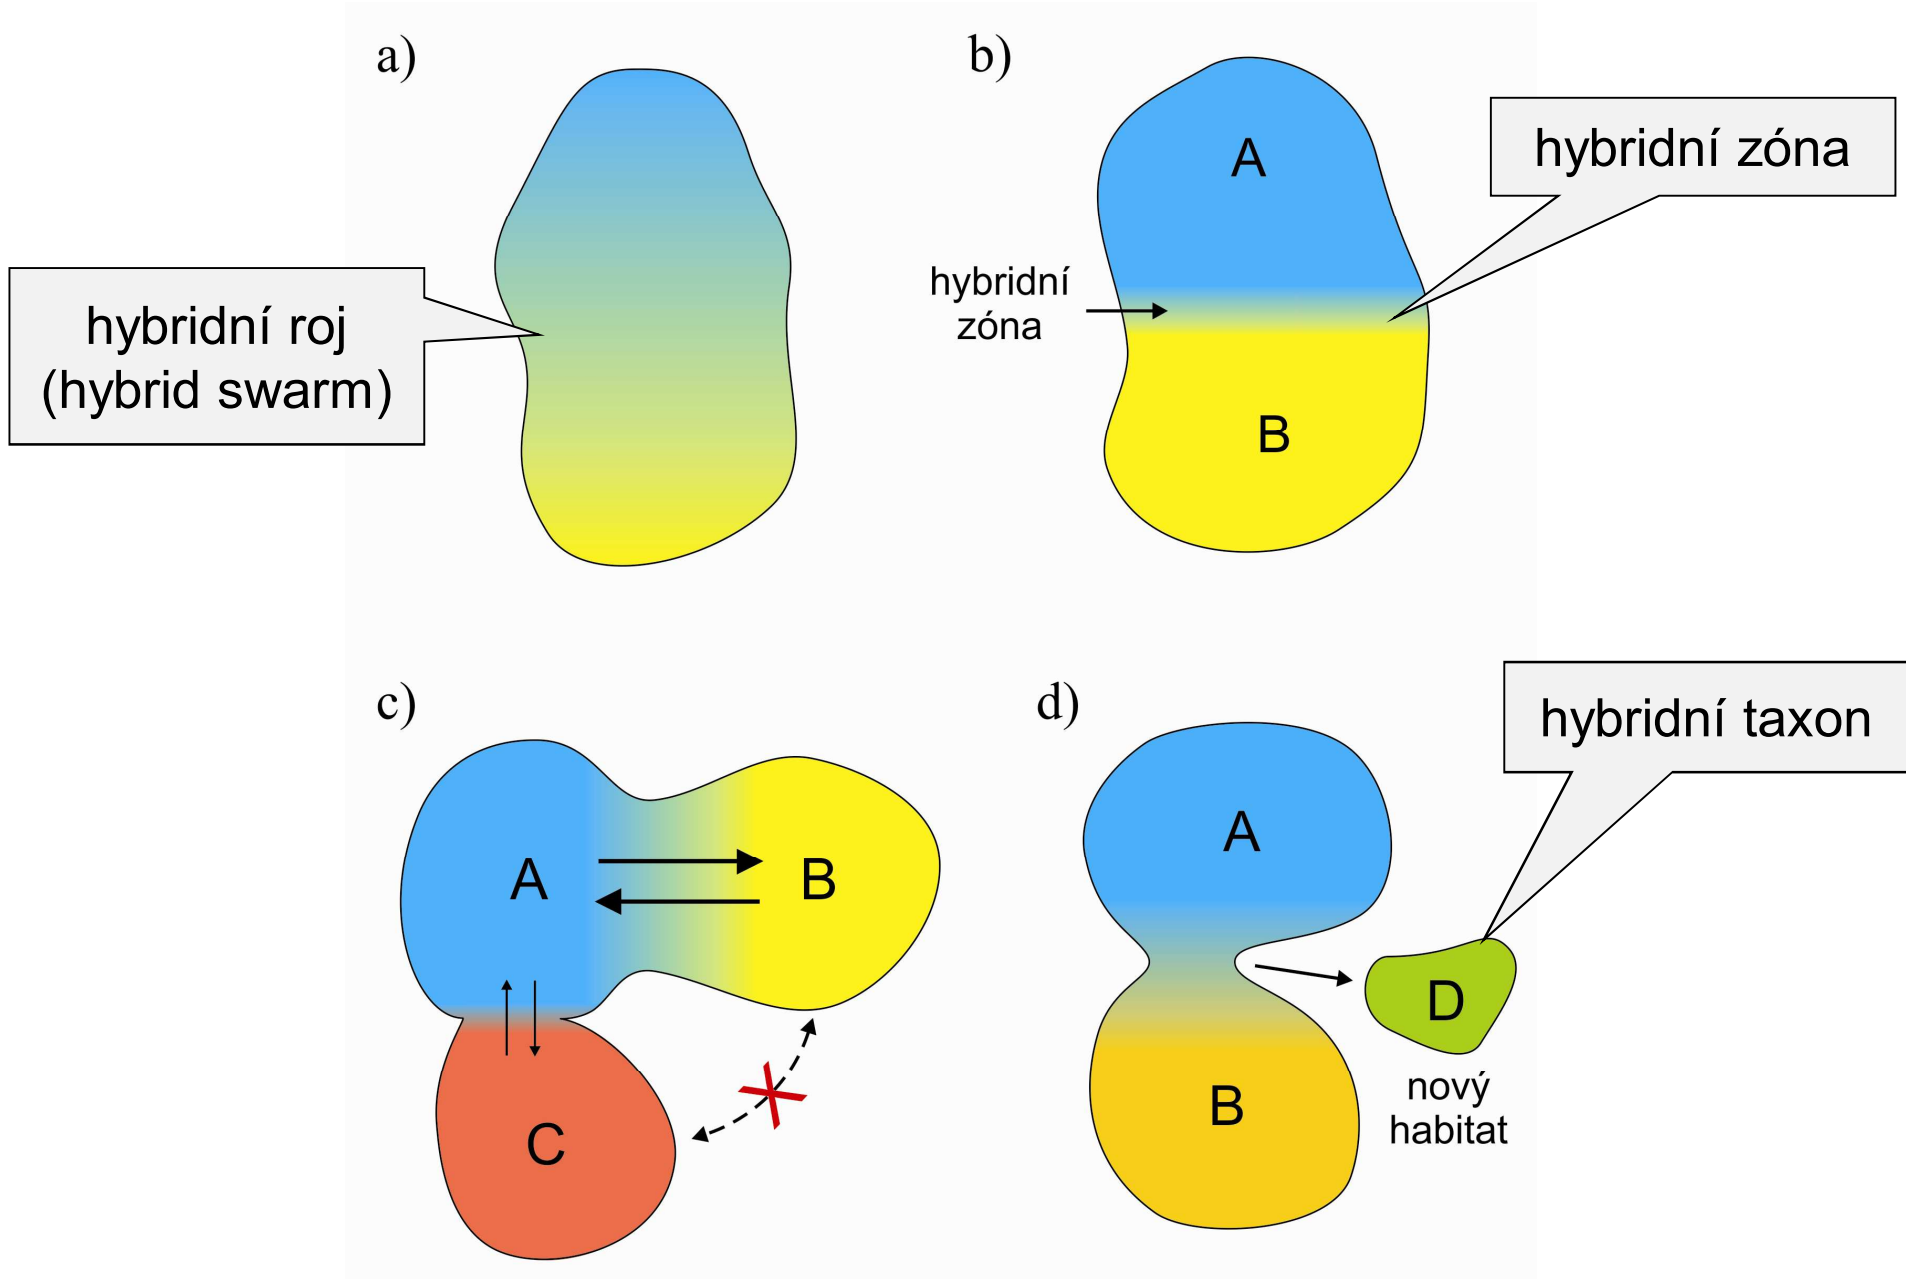 a)
hybridní roj
(hybrid swarm)
b)
A
hybridní zóna
hybridní
zóna
B
c)
A
B
C
d)
hybridní taxon
A
D
B
nový
habitat